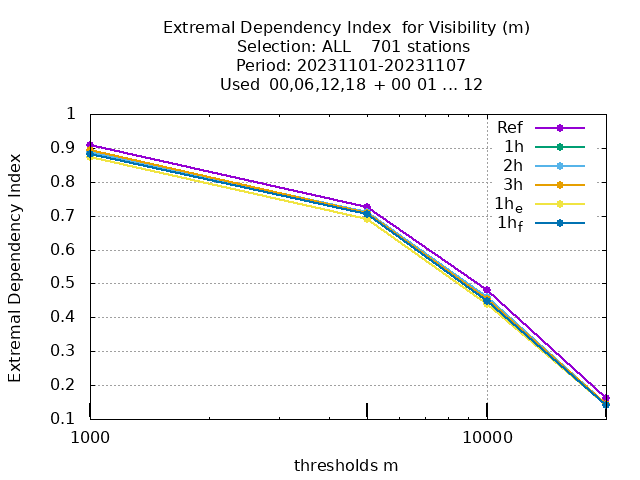 Extremal Dependency Index  for Visibility (m)
Selection: ALL    701 stations
Period: 20231101-20231107
Used  00,06,12,18  + 00 01 ... 12
Extremal Dependency Index
1
0.9
0.8
0.7
0.6
0.5
0.4
0.3
0.2
0.1
1000
10000
thresholds m
Ref
1h
2h
3h
1he
1hf